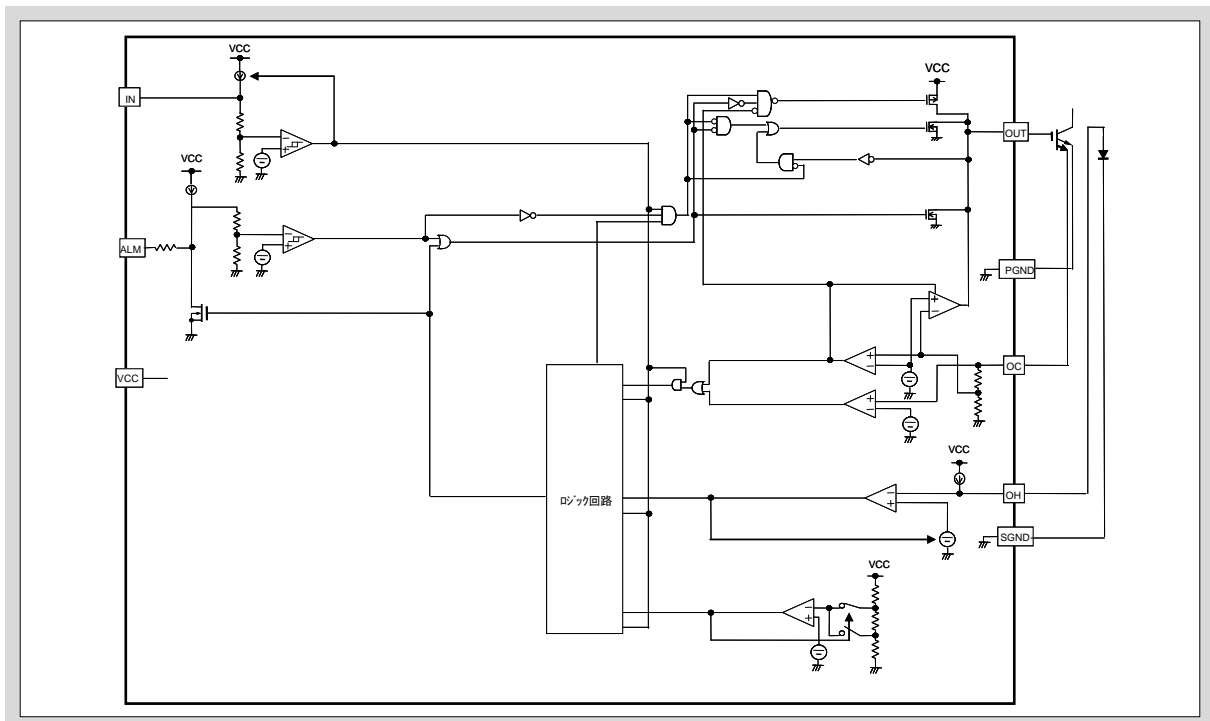 VCC
IN
VCC
ALM
VCC
VCC
OUT
PGND
OC
VCC
OH
SGND
VCC
ﾛｼﾞｯｸ回路